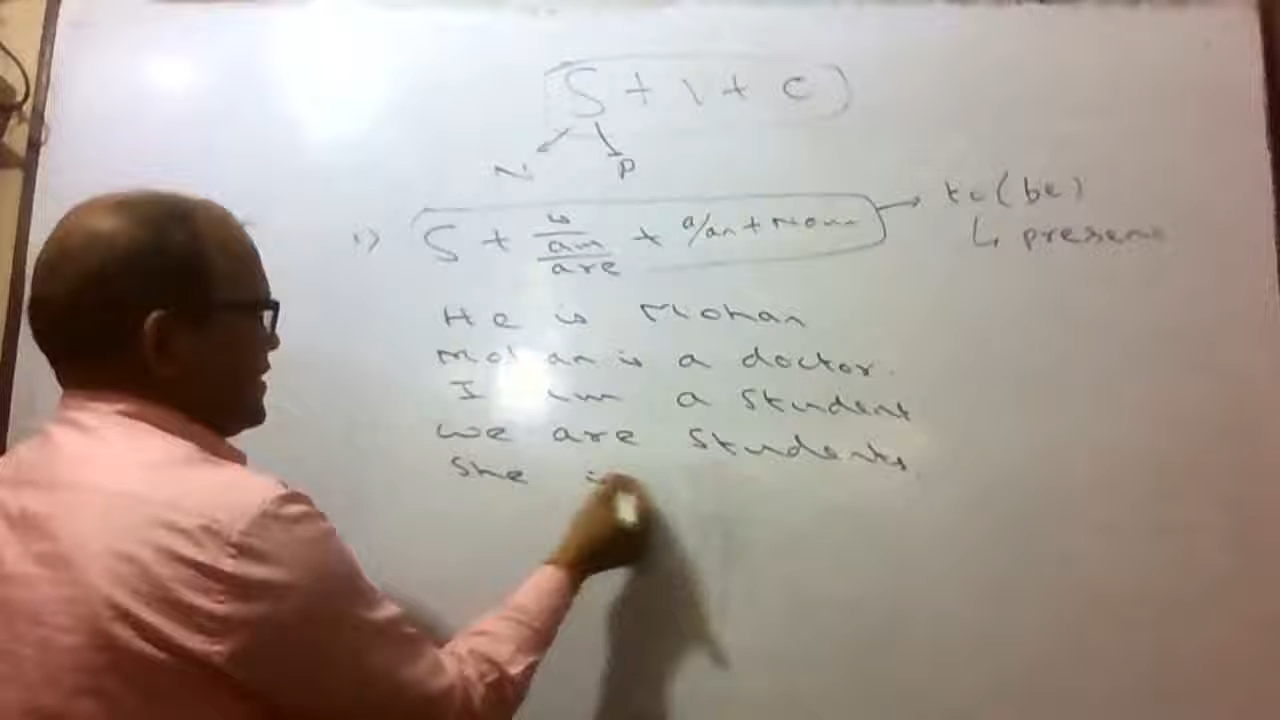 S + V + C
N P
1) S + is/am/are + a/an + Noun → to (be)
↳ present
He is Mohan
Mohan is a doctor.
I am a student
we are students.
She is